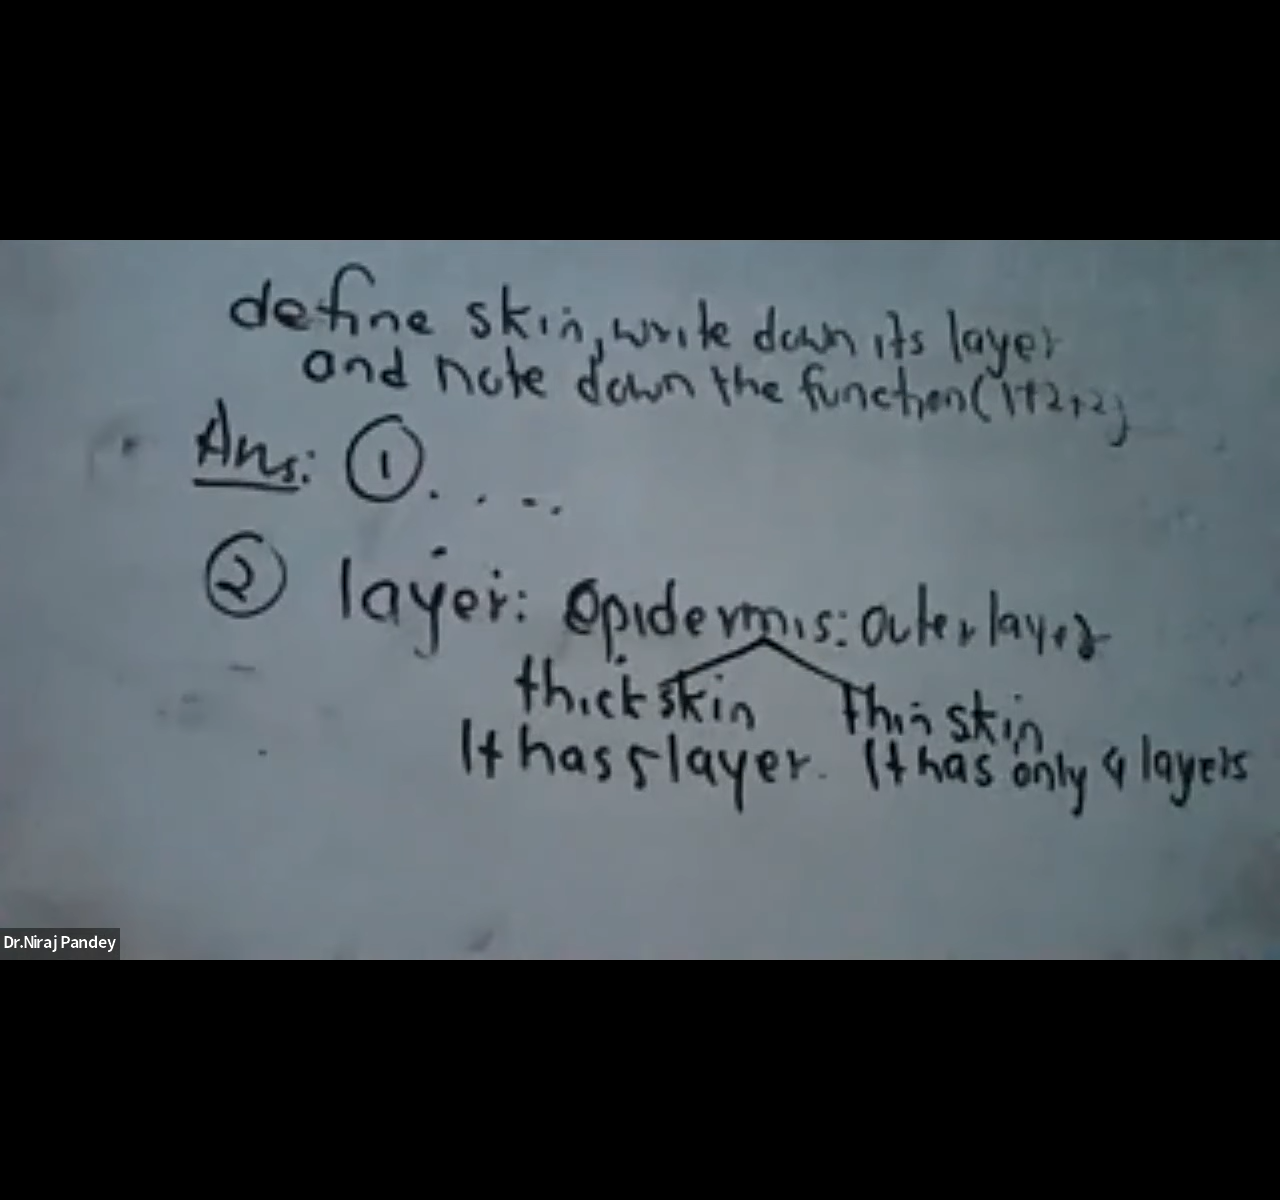 define skin, write down its layer
and note down the function (1+2+2)
Ans: ① . . . .
② layer: Epidermis: Outer layer
thick skin thin skin
It has 5 layer. It has only 4 layers
Dr.Niraj Pandey